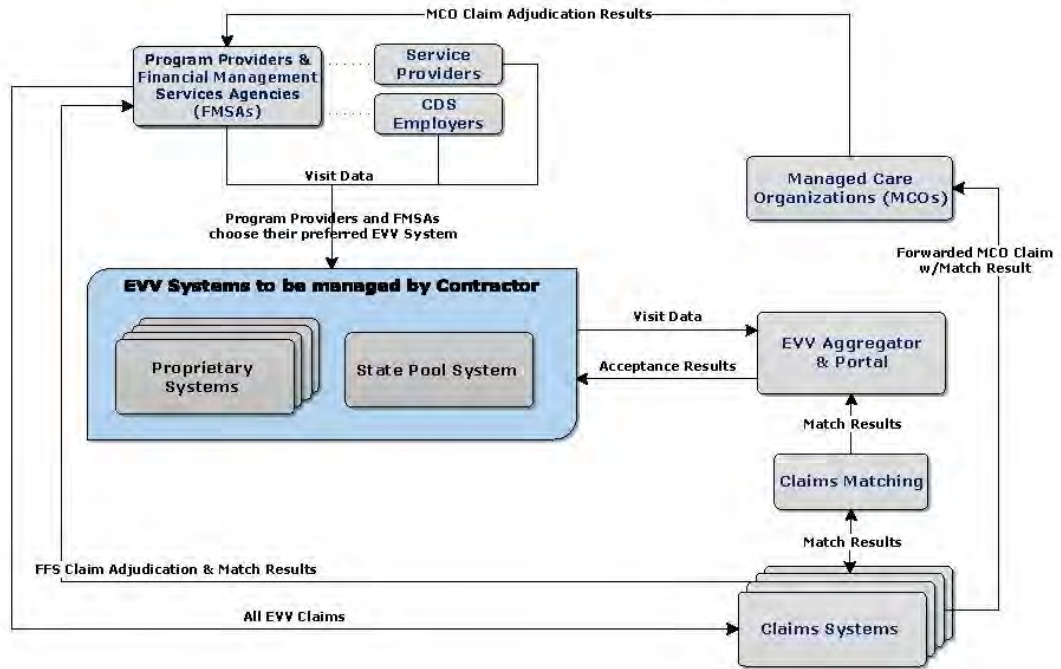 MCO Claim Adjudication Results
Program Providers &
Financial Management
Services Agencies
(FMSAs)
Service
Providers
CDS
Employers
Visit Data
Managed Care
Organizations (MCOs)
Program Providers and FMSAs
choose their preferred EVV System
Forwarded MCO Claim
w/Match Result
EVV Systems to be managed by Contractor
Proprietary
Systems
State Pool System
Visit Data
Acceptance Results
EVV Aggregator
& Portal
Match Results
Claims Matching
Match Results
FFS Claim Adjudication & Match Results
All EVV Claims
Claims Systems